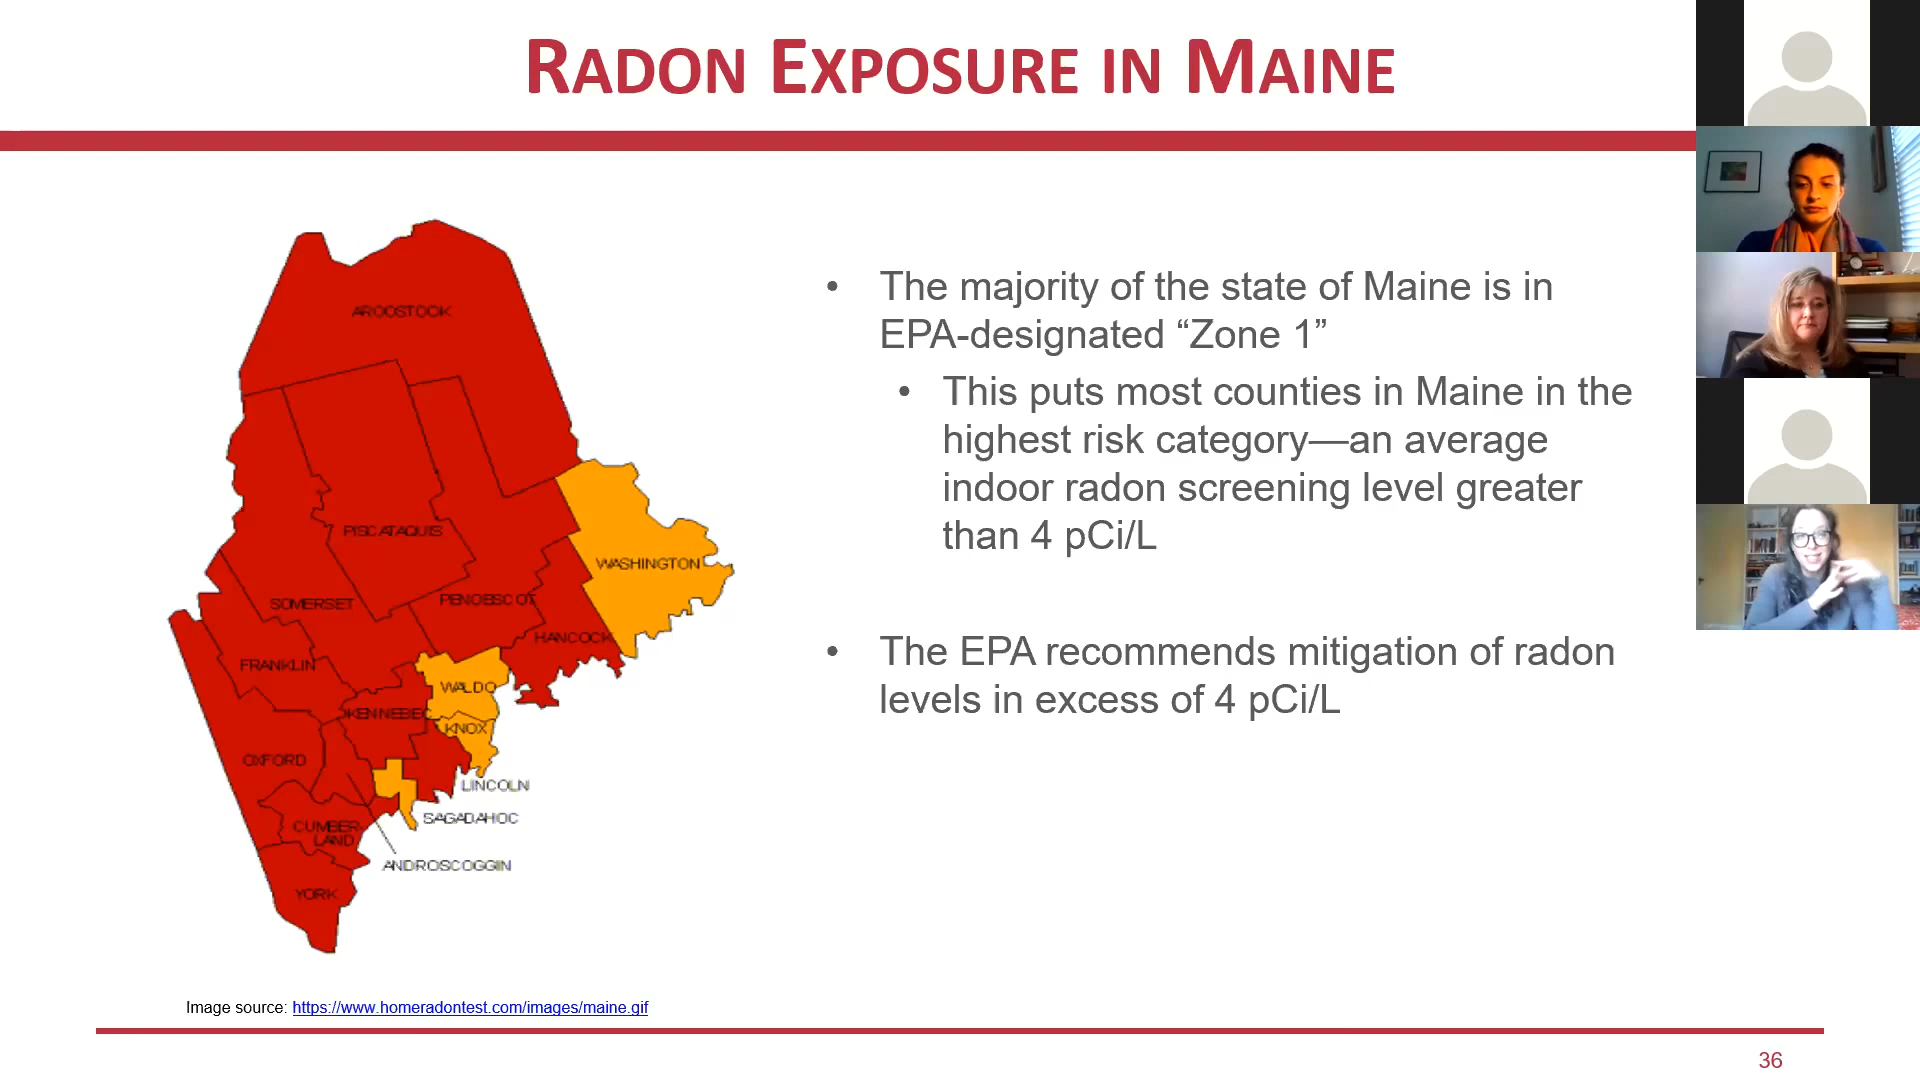 RADON EXPOSURE IN MAINE
AROOSTOOK
PISCATAQUIS
WASHINGTON
PENOBSCOT
SOMERSET
HANCOCK
FRANKLIN
WALDO
KENNEBEC
KNOX
OXFORD
LINCOLN
SAGADAHOC
CUMBER-
LAND
ANDROSCOGGIN
YORK
• The majority of the state of Maine is in
EPA-designated “Zone 1”
• This puts most counties in Maine in the
highest risk category—an average
indoor radon screening level greater
than 4 pCi/L
• The EPA recommends mitigation of radon
levels in excess of 4 pCi/L
Image source: https://www.homeradontest.com/images/maine.gif
36